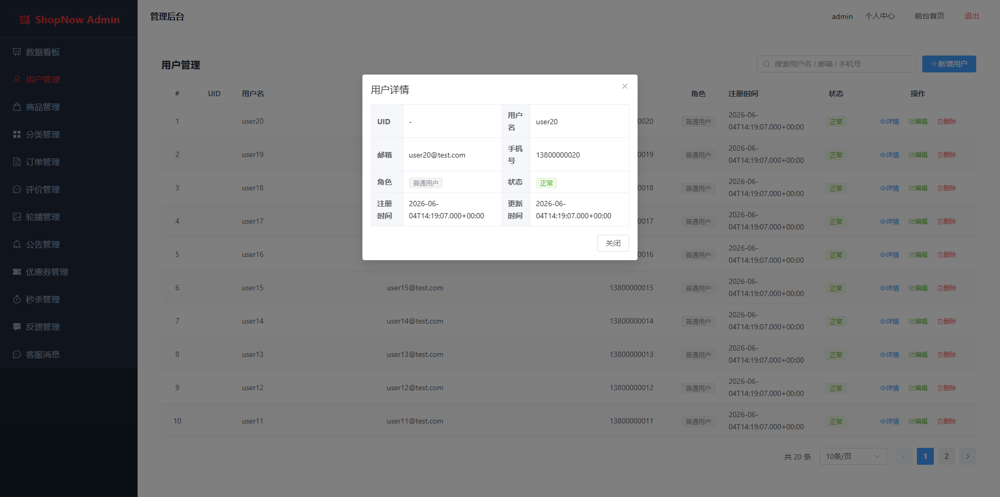 ShopNow Admin
管理后台
admin
个人中心
前台首页
退出
数据看板
用户管理
商品管理
分类管理
订单管理
评价管理
轮播管理
公告管理
优惠券管理
秒杀管理
反馈管理
客服消息
用户管理
搜索用户名 / 邮箱 / 手机号
新增用户
# UID 用户名 角色 注册时间 状态 操作
1 user20 0020 普通用户 2026-06-
04T14:19:07.000+00:00 正常 详情 编辑 删除
2 user19 0019 普通用户 2026-06-
04T14:19:07.000+00:00 正常 详情 编辑 删除
3 user18 0018 普通用户 2026-06-
04T14:19:07.000+00:00 正常 详情 编辑 删除
4 user17 0017 普通用户 2026-06-
04T14:19:07.000+00:00 正常 详情 编辑 删除
5 user16 0016 普通用户 2026-06-
04T14:19:07.000+00:00 正常 详情 编辑 删除
6 user15 user15@test.com 13800000015 普通用户 2026-06-
04T14:19:07.000+00:00 正常 详情 编辑 删除
7 user14 user14@test.com 13800000014 普通用户 2026-06-
04T14:19:07.000+00:00 正常 详情 编辑 删除
8 user13 user13@test.com 13800000013 普通用户 2026-06-
04T14:19:07.000+00:00 正常 详情 编辑 删除
9 user12 user12@test.com 13800000012 普通用户 2026-06-
04T14:19:07.000+00:00 正常 详情 编辑 删除
10 user11 user11@test.com 13800000011 普通用户 2026-06-
04T14:19:07.000+00:00 正常 详情 编辑 删除
共 20 条
10条/页
1
2
用户详情
UID
-
用户
名
user20
邮箱
user20@test.com
手机
号
13800000020
角色
普通用户
状态
正常
注册
时间
2026-06-
04T14:19:07.000+00:00
更新
时间
2026-06-
04T14:19:07.000+00:00
关闭